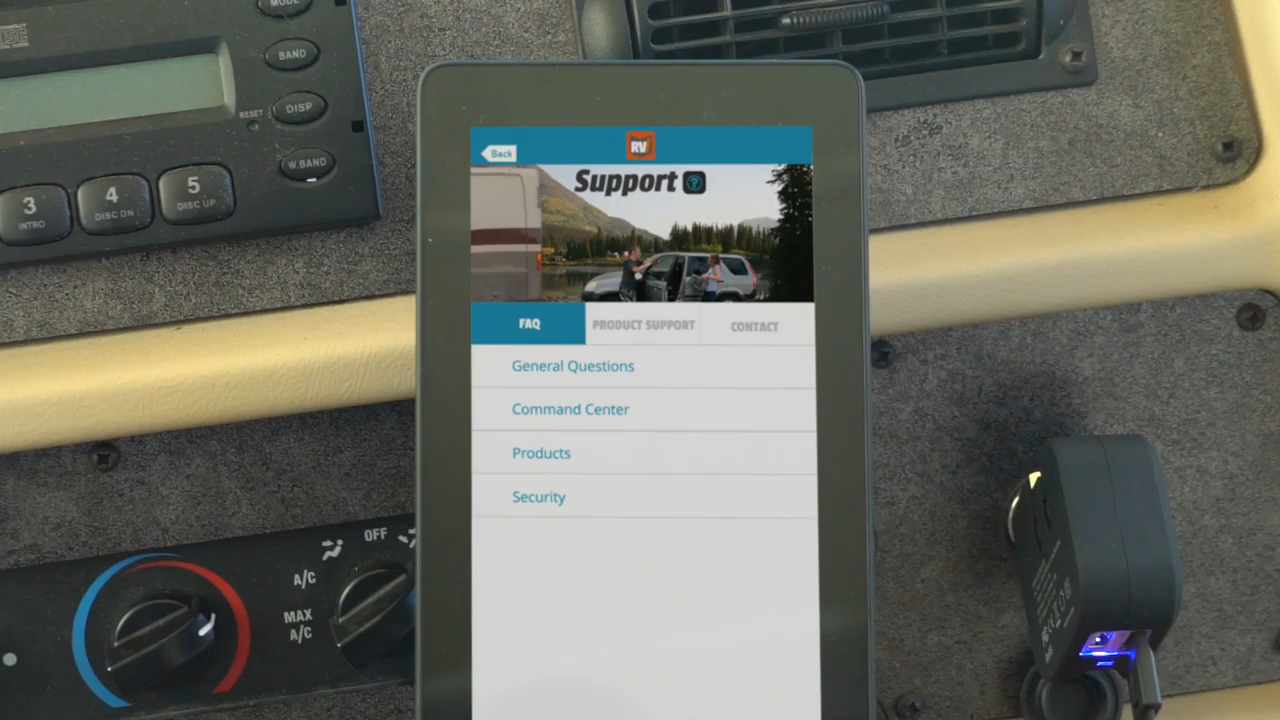 MODE
BAND
RESET
DISP
W.BAND
3
INTRO
4
DISC DN
5
DISC UP
Back
RV
Support ?
FAQ
PRODUCT SUPPORT
CONTACT
General Questions
Command Center
Products
Security
OFF
A/C
MAX
A/C